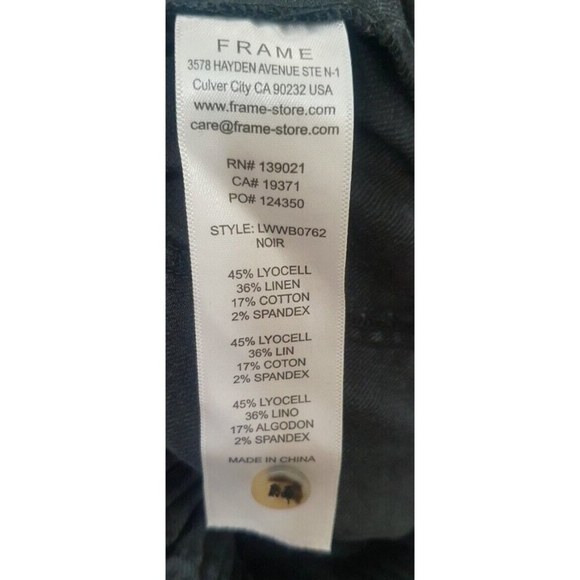 FRAME
3578 HAYDEN AVENUE STE N-1
Culver City CA 90232 USA
www.frame-store.com
care@frame-store.com
RN# 139021
CA# 19371
PO# 124350
STYLE: LWWB0762
NOIR
45% LYOCELL
36% LINEN
17% COTTON
2% SPANDEX
45% LYOCELL
36% LIN
17% COTON
2% SPANDEX
45% LYOCELL
36% LINO
17% ALGODON
2% SPANDEX
MADE IN CHINA